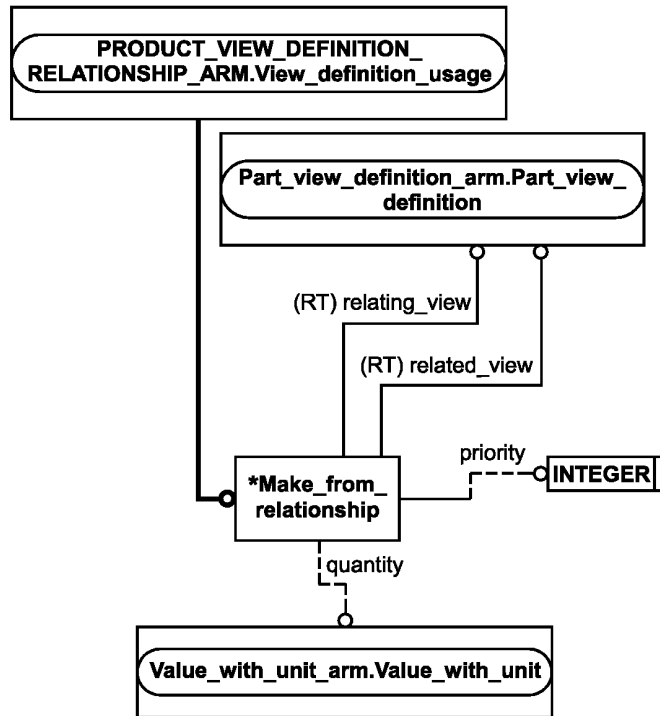 PRODUCT_VIEW_DEFINITION_
RELATIONSHIP_ARM.View_definition_usage
Part_view_definition_arm.Part_view_
definition
(RT) relating_view
(RT) related_view
priority
*Make_from_
relationship
INTEGER
quantity
Value_with_unit_arm.Value_with_unit